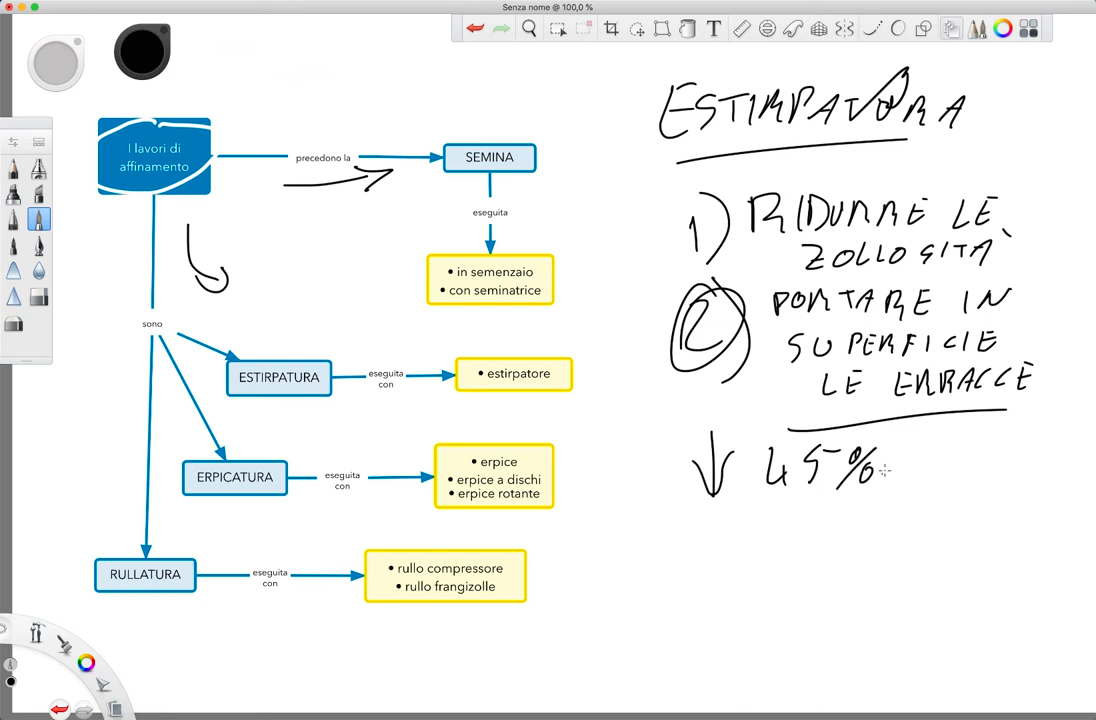 Senza nome @ 100,0 %
I lavori di
affinamento
precedono la
SEMINA
eseguita
• in semenzaio
• con seminatrice
sono
ESTIRPATURA
eseguita
con
• estirpatore
ERPICATURA
eseguita
con
• erpice
• erpice a dischi
• erpice rotante
RULLATURA
eseguita
con
• rullo compressore
• rullo frangizolle
1) RIDURRE LE
ZOLLOSITÀ
2) PORTARE IN
SUPERFICIE
LE ERBACCE
↓ 45%